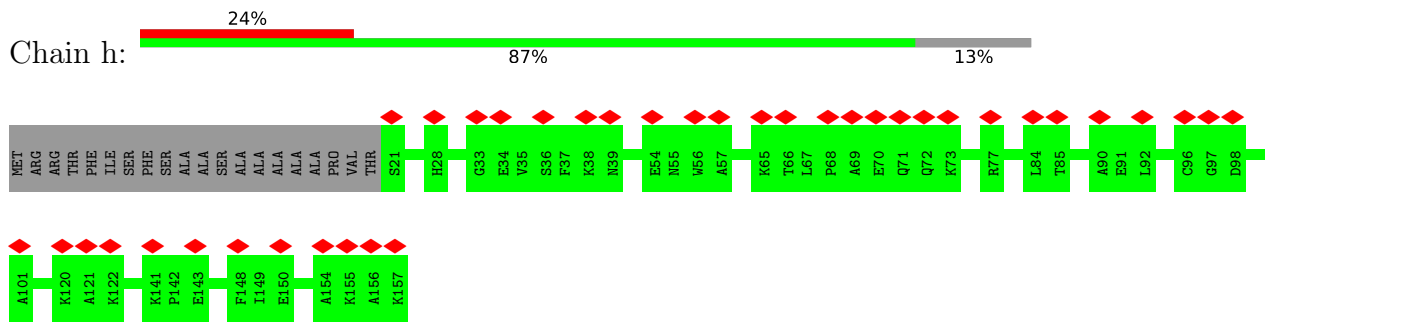 24%
Chain h:
87% 13%
MET ARG ARG THR PHE ILE SER PHE SER ALA ALA SER ALA ALA ALA ALA ALA PRO VAL THR S21 H28 G33 E34 V35 S36 F37 K38 N39 E54 N55 W56 A57 K65 T66 L67 P68 A69 E70 Q71 Q72 K73 R77 L84 T85 A90 E91 L92 C96 G97 D98
A101 K120 A121 K122 K141 P142 E143 F148 I149 E150 A154 K155 A156 K157